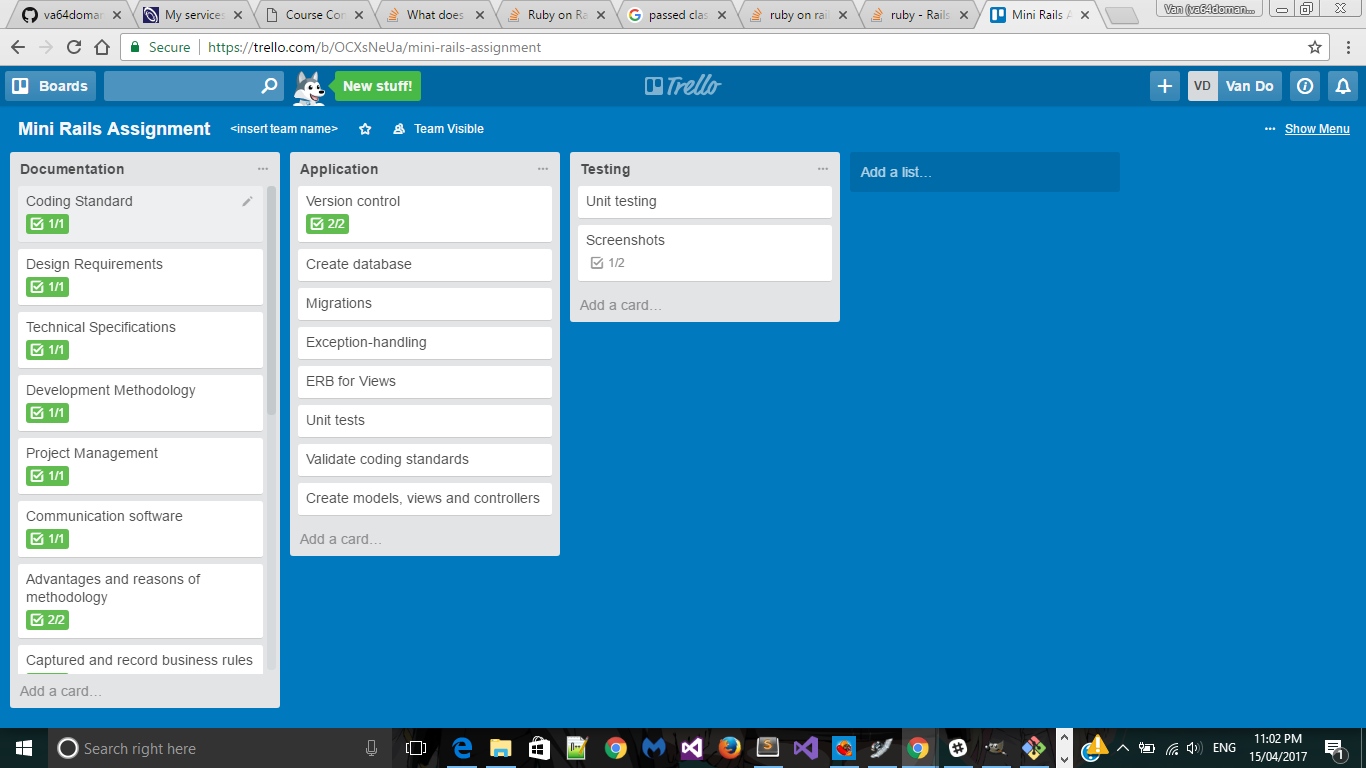 va64domar
My services
Course Con
What does
Ruby on Ra
passed clas
ruby on rail
ruby - Rails
Mini Rails A
Van (va64doman...
Secure
https://trello.com/b/OCXsNeUa/mini-rails-assignment
Boards
New stuff!
Trello
VD
Van Do
Mini Rails Assignment
<insert team name>
Team Visible
... Show Menu
Documentation
Coding Standard
1/1
Design Requirements
1/1
Technical Specifications
1/1
Development Methodology
1/1
Project Management
1/1
Communication software
1/1
Advantages and reasons of
methodology
2/2
Captured and record business rules
Add a card...
Application
Version control
2/2
Create database
Migrations
Exception-handling
ERB for Views
Unit tests
Validate coding standards
Create models, views and controllers
Add a card...
Testing
Unit testing
Screenshots
1/2
Add a card...
Add a list...
Search right here
ENG
11:02 PM
15/04/2017
1